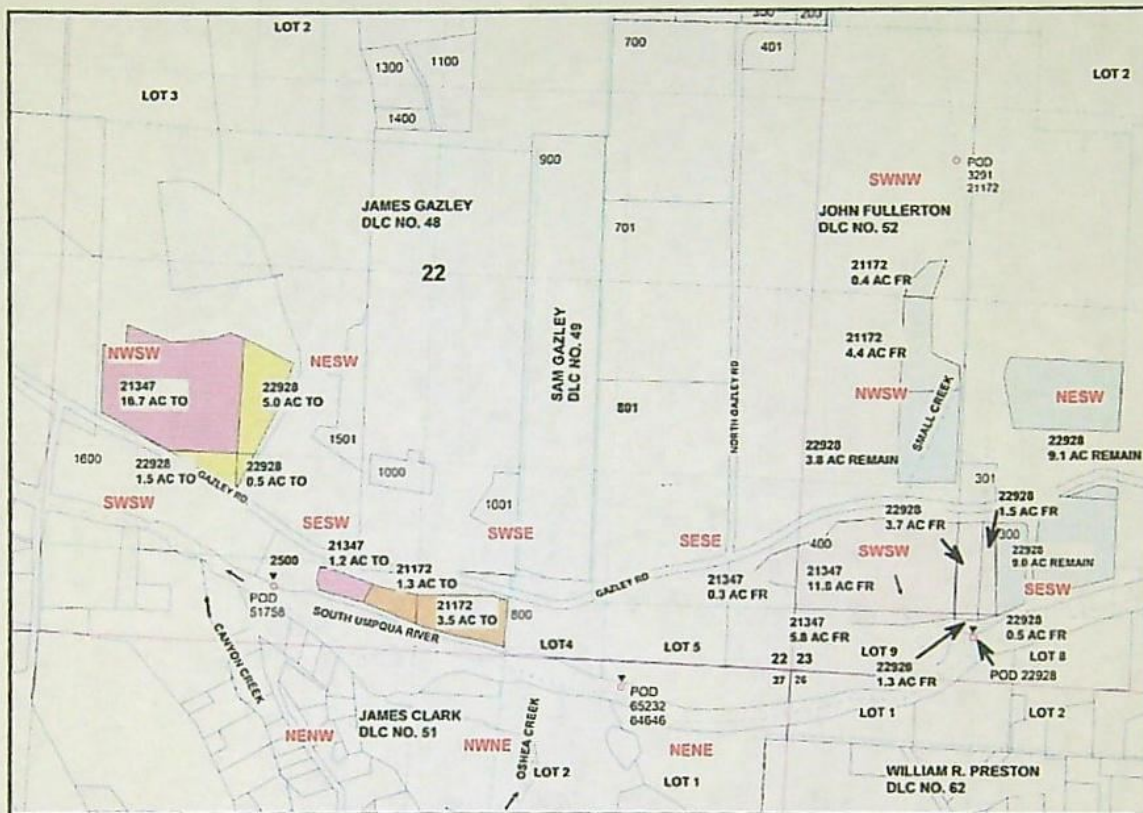 LOT 2
300
203
700
401
1300
1100
LOT 3
LOT 2
1400
900
POD
3291
21172
SWNW
JAMES GAZLEY
DLC NO. 48
JOHN FULLERTON
DLC NO. 52
701
22
21172
0.4 AC FR
SAM GAZLEY
DLC NO. 49
NORTH GAZLEY RD
NWSW
NESW
21172
4.4 AC FR
21347
16.7 AC TO
22928
5.0 AC TO
NWSW
SMALL CREEK
NESW
801
1501
22928
3.8 AC REMAIN
22928
9.1 AC REMAIN
1600
22928
1.5 AC TO
22928
0.5 AC TO
GAZLEY RD.
1000
301
SWSW
1001
22928
1.5 AC FR
22928
3.7 AC FR
SESW
SWSE
SESE
400
300
SWSW
22928
9.0 AC REMAIN
2500
21347
1.2 AC TO
21172
1.3 AC TO
GAZLEY RD
21347
0.3 AC FR
21347
11.8 AC FR
SESW
POD
51758
21172
3.5 AC TO
800
SOUTH UMPQUA RIVER
21347
5.8 AC FR
22928
0.5 AC FR
CANYON CREEK
LOT4
LOT 5
22
23
LOT 9
LOT 8
27
26
22928
1.3 AC FR
POD 22928
POD
65232
64646
JAMES CLARK
DLC NO. 51
LOT 1
LOT 2
NENW
NWNE
OSHEA CREEK
NENE
LOT 2
LOT 1
WILLIAM R. PRESTON
DLC NO. 62